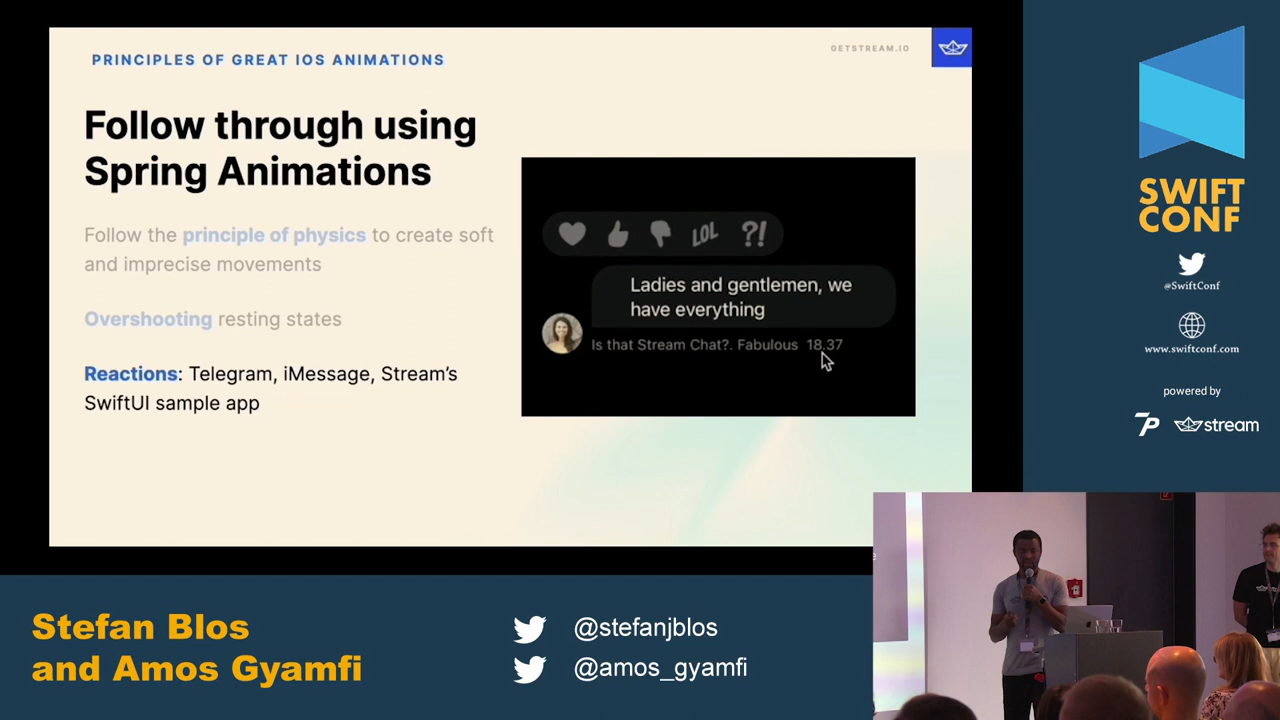 PRINCIPLES OF GREAT IOS ANIMATIONS
GETSTREAM.IO
Follow through using
Spring Animations
Follow the principle of physics to create soft
and imprecise movements
Overshooting resting states
Reactions: Telegram, iMessage, Stream's
SwiftUI sample app
LOL
?!
Ladies and gentlemen, we
have everything
Is that Stream Chat?. Fabulous 18.37
SWIFT
CONF
@SwiftConf
www.swiftconf.com
powered by
7P stream
Stefan Blos
and Amos Gyamfi
@stefanjblos
@amos_gyamfi